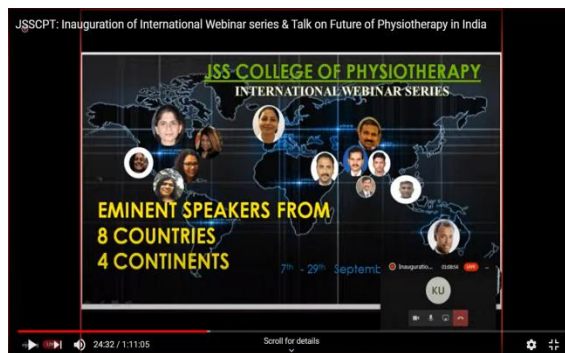 JSSCPT: Inauguration of International Webinar series & Talk on Future of Physiotherapy in India
JSS COLLEGE OF PHYSIOTHERAPY
INTERNATIONAL WEBINAR SERIES
EMINENT SPEAKERS FROM
8 COUNTRIES
4 CONTINENTS
7th - 29th Septemb
Inauguratio...
LIVE
KU
24:32 / 1:11:05
Scroll for details